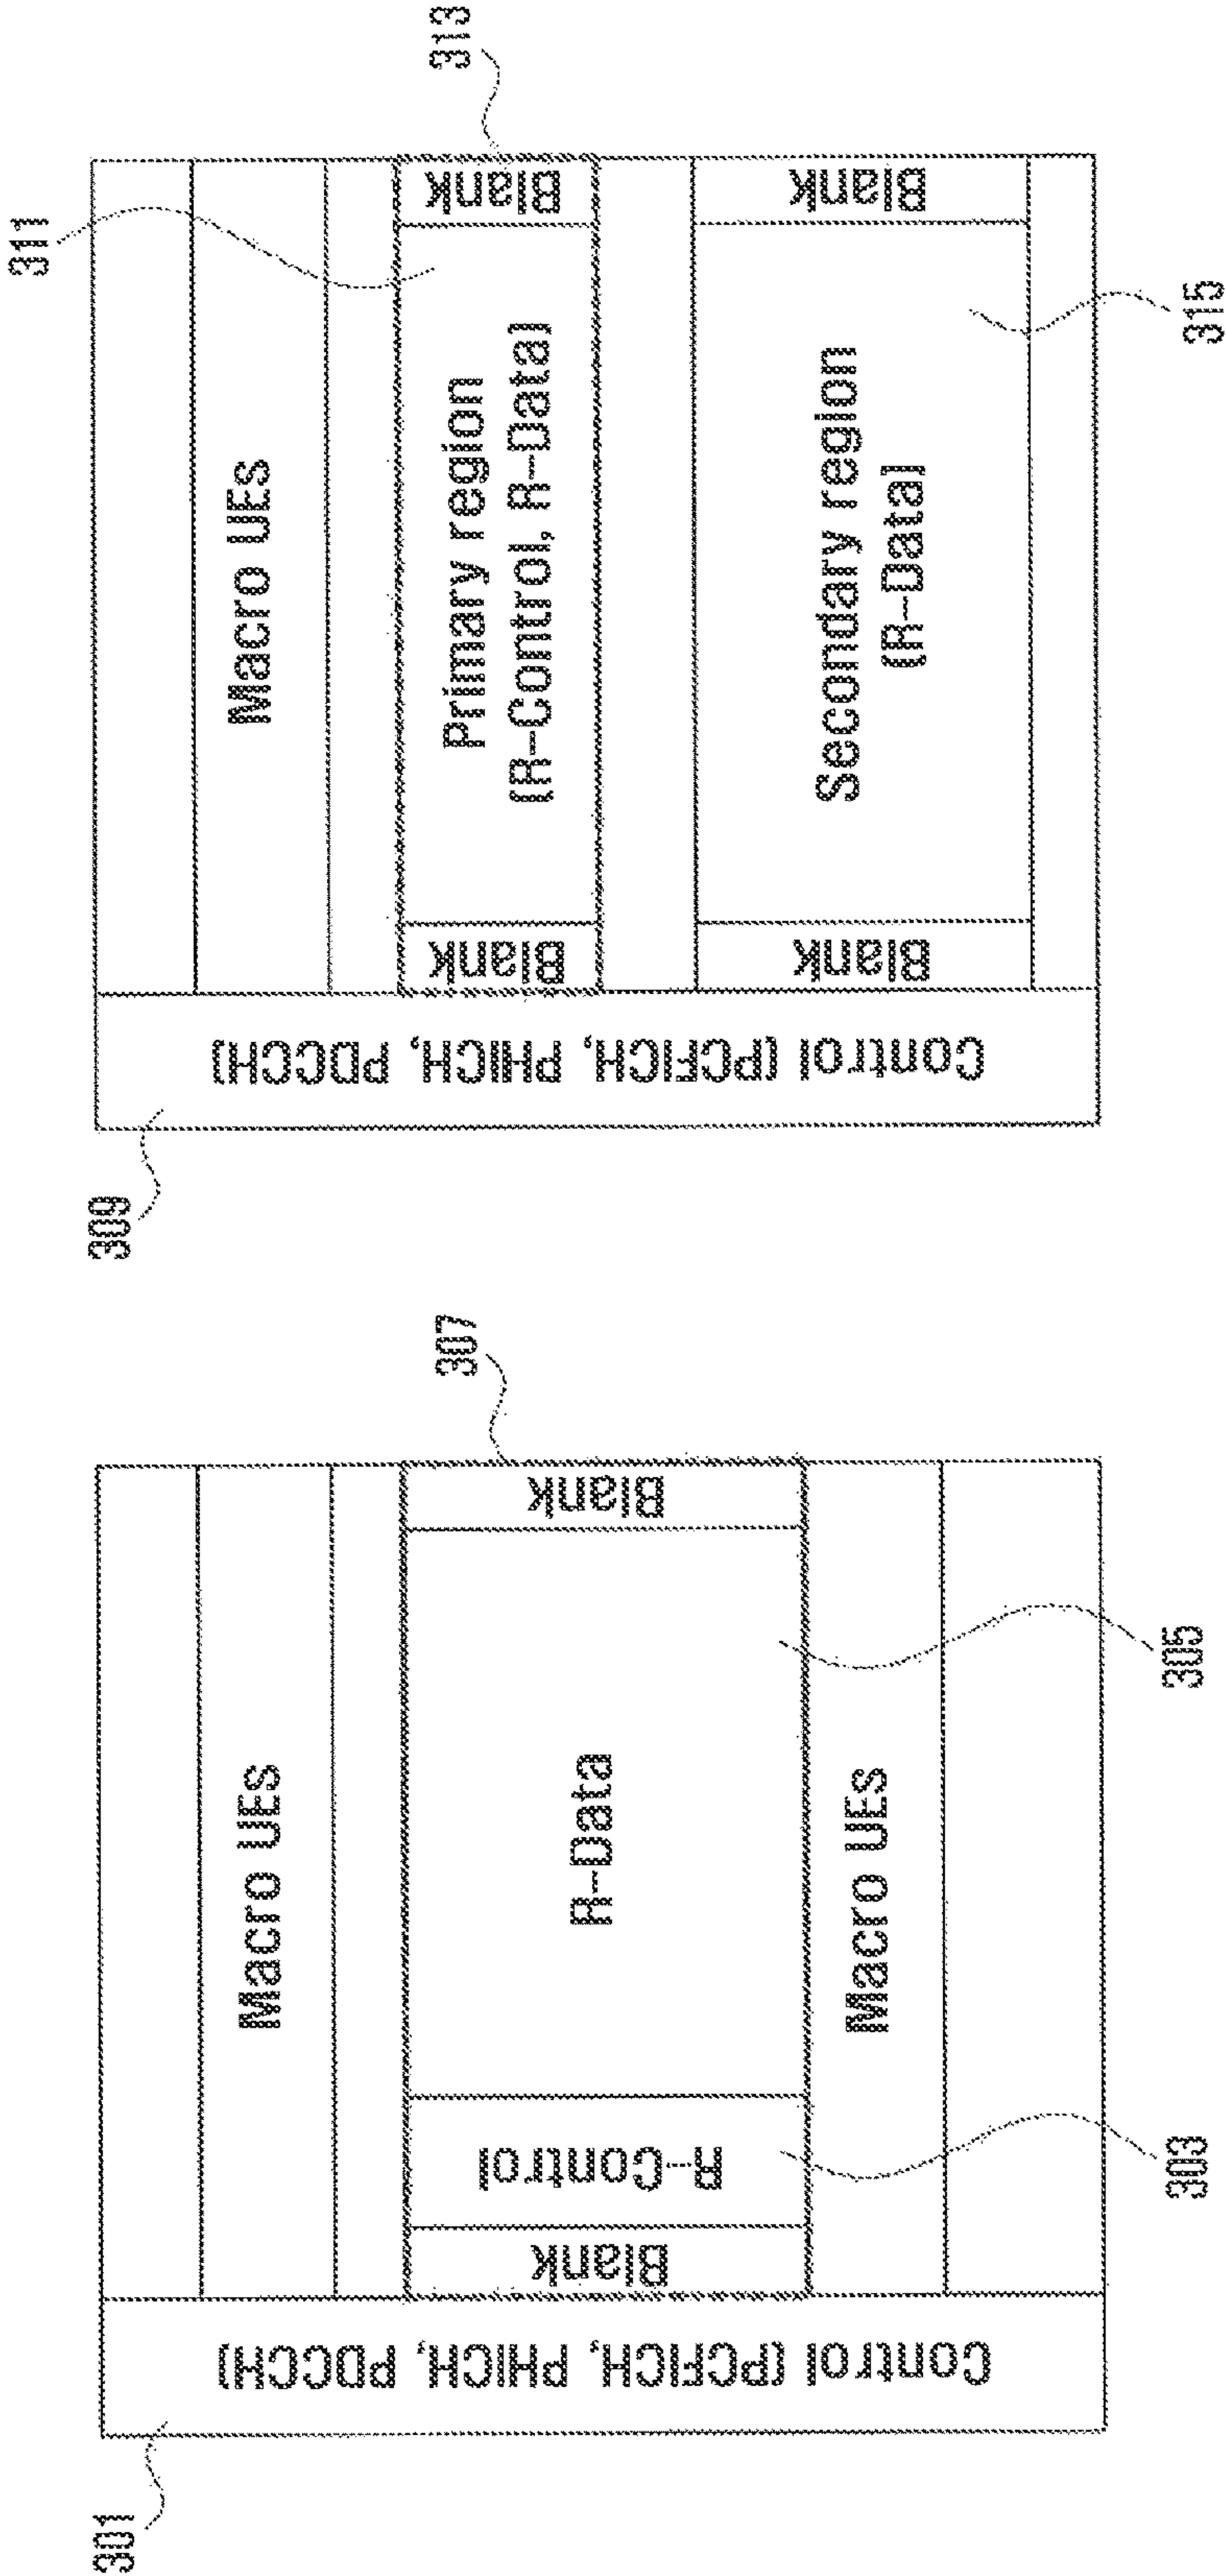 301
Control (PCFICH, PHICH, PDCCH)
Macro UEs
307
Blank
R-Control
R-Data
Blank
Macro UEs
303
305
309
311
313
Control (PCFICH, PHICH, PDCCH)
Macro UEs
Blank
Primary region
(R-Control, R-Data)
Blank
Blank
Secondary region
(R-Data)
Blank
315